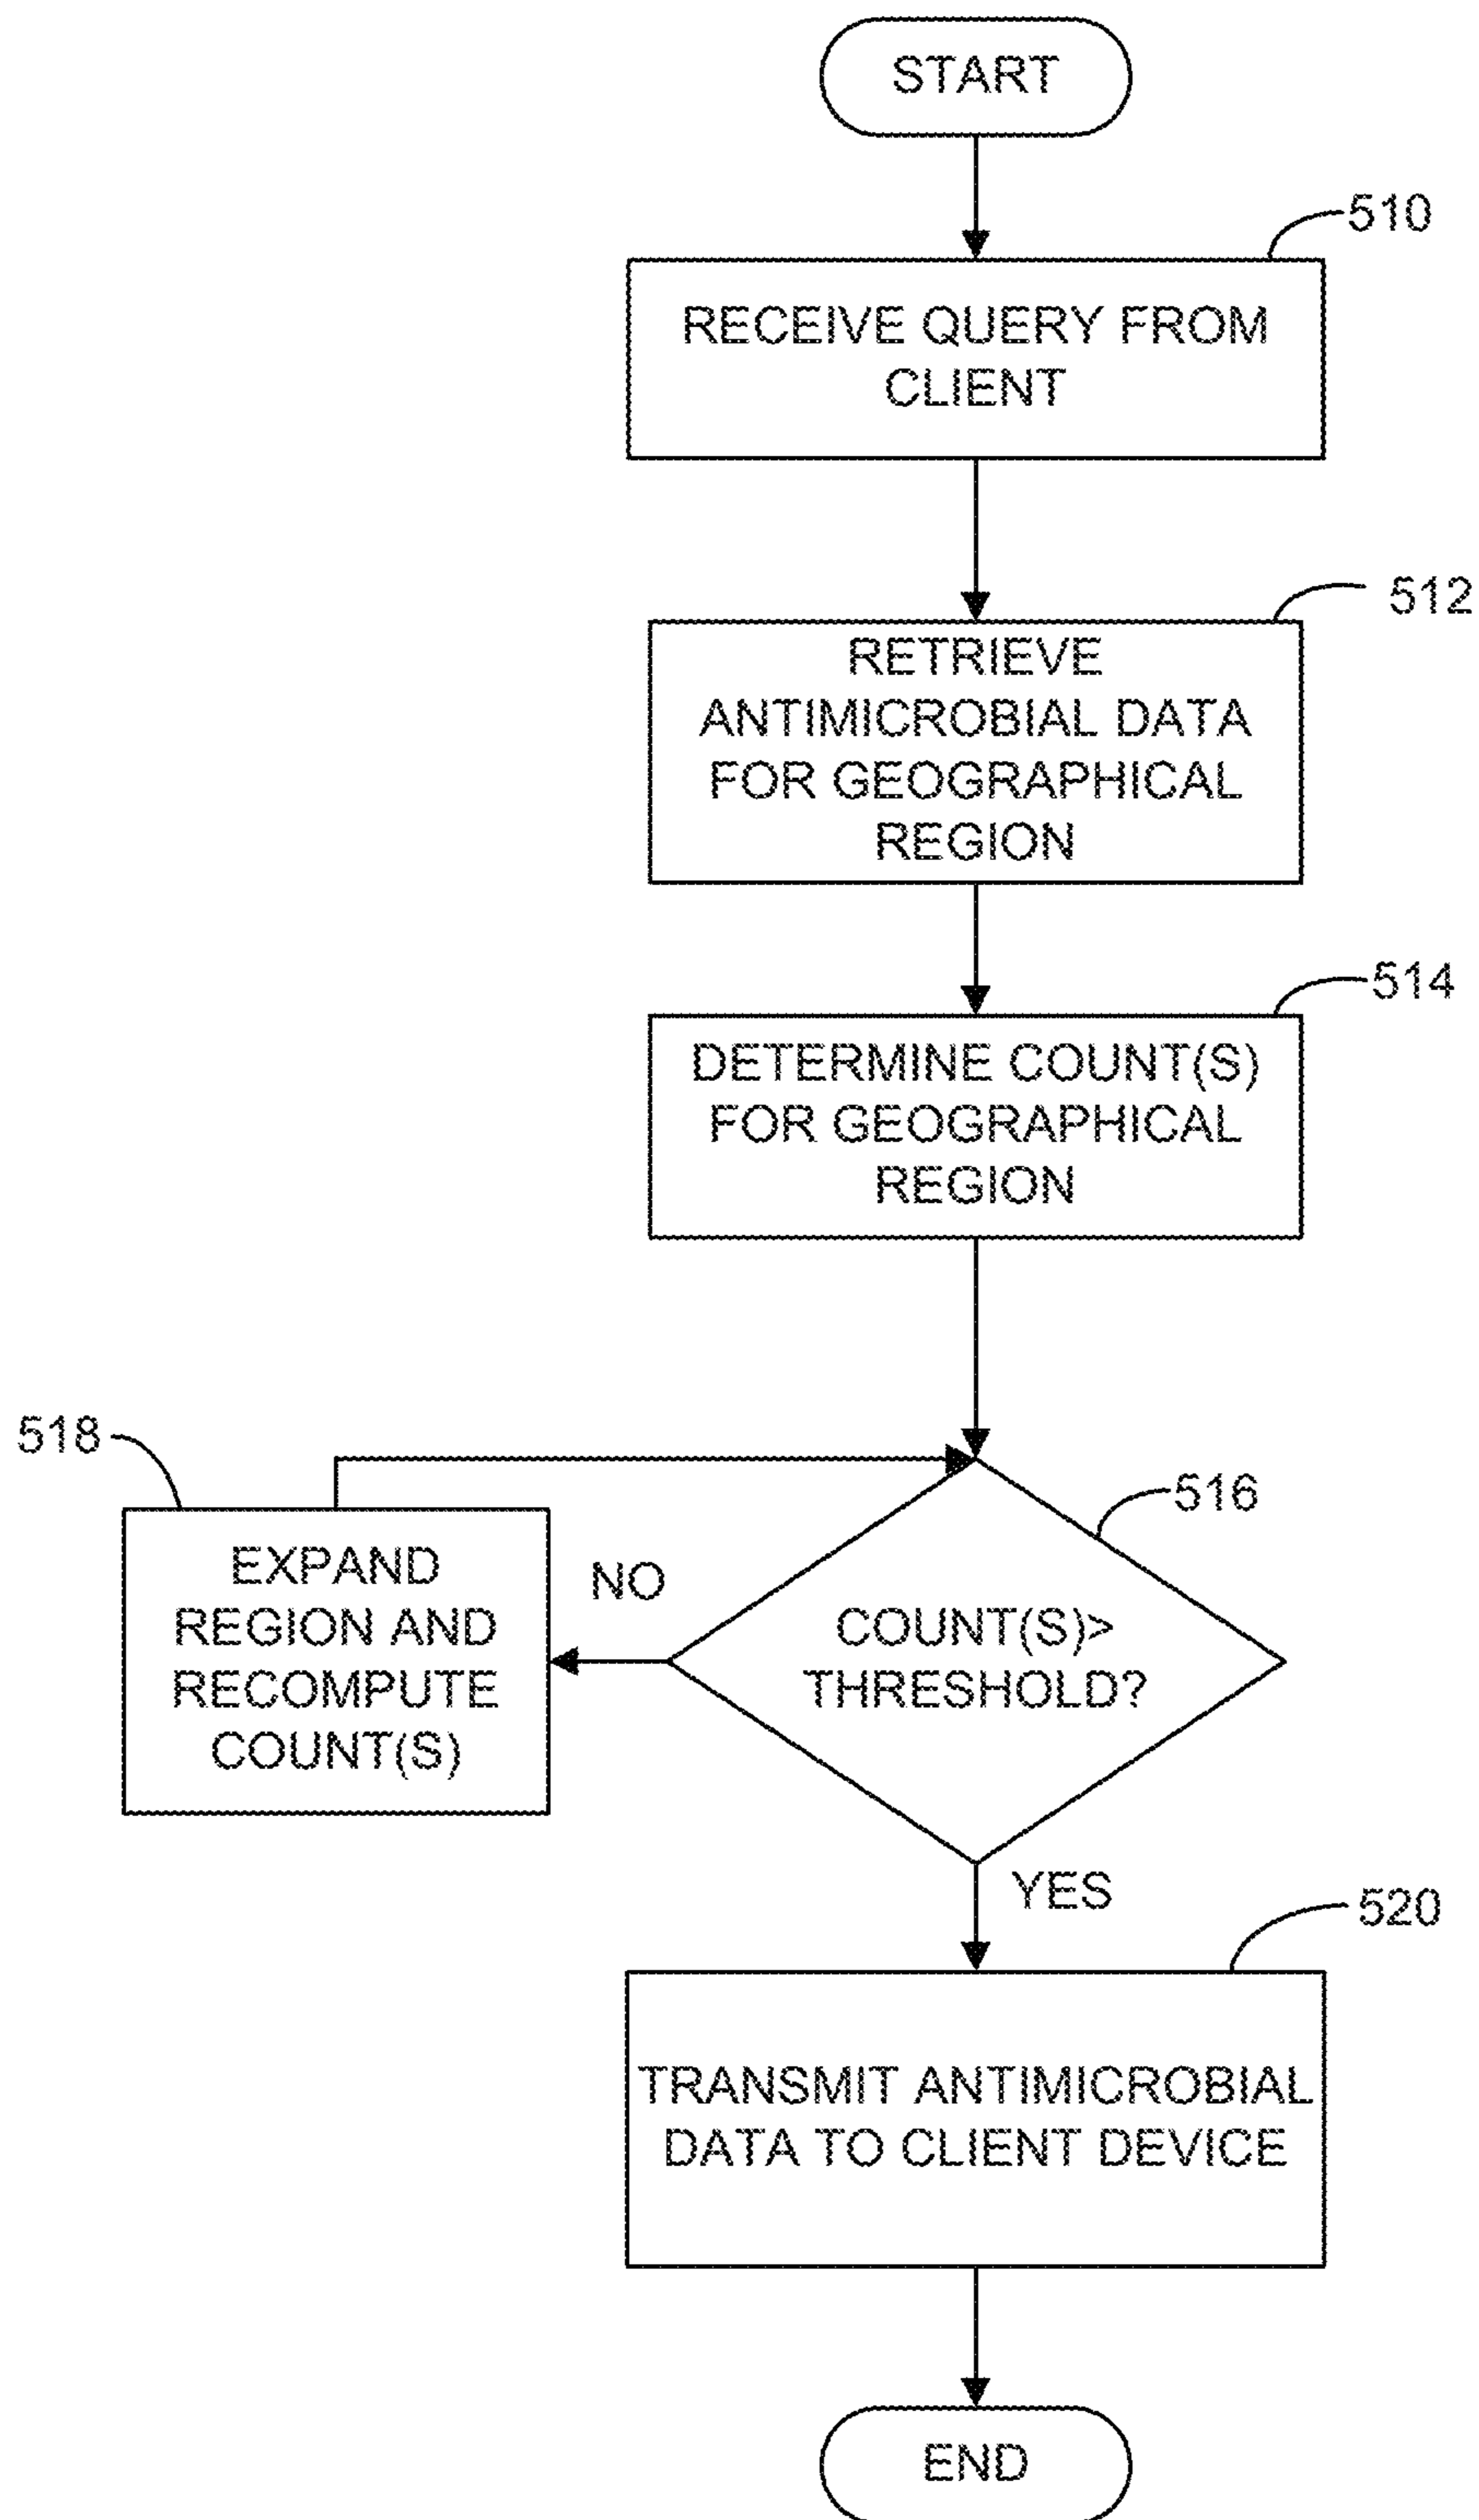 START
510
RECEIVE QUERY FROM
CLIENT
512
RETRIEVE
ANTIMICROBIAL DATA
FOR GEOGRAPHICAL
REGION
514
DETERMINE COUNT(S)
FOR GEOGRAPHICAL
REGION
518
516
EXPAND
REGION AND
RECOMPUTE
COUNT(S)
NO
COUNT(S)>
THRESHOLD?
YES
520
TRANSMIT ANTIMICROBIAL
DATA TO CLIENT DEVICE
END